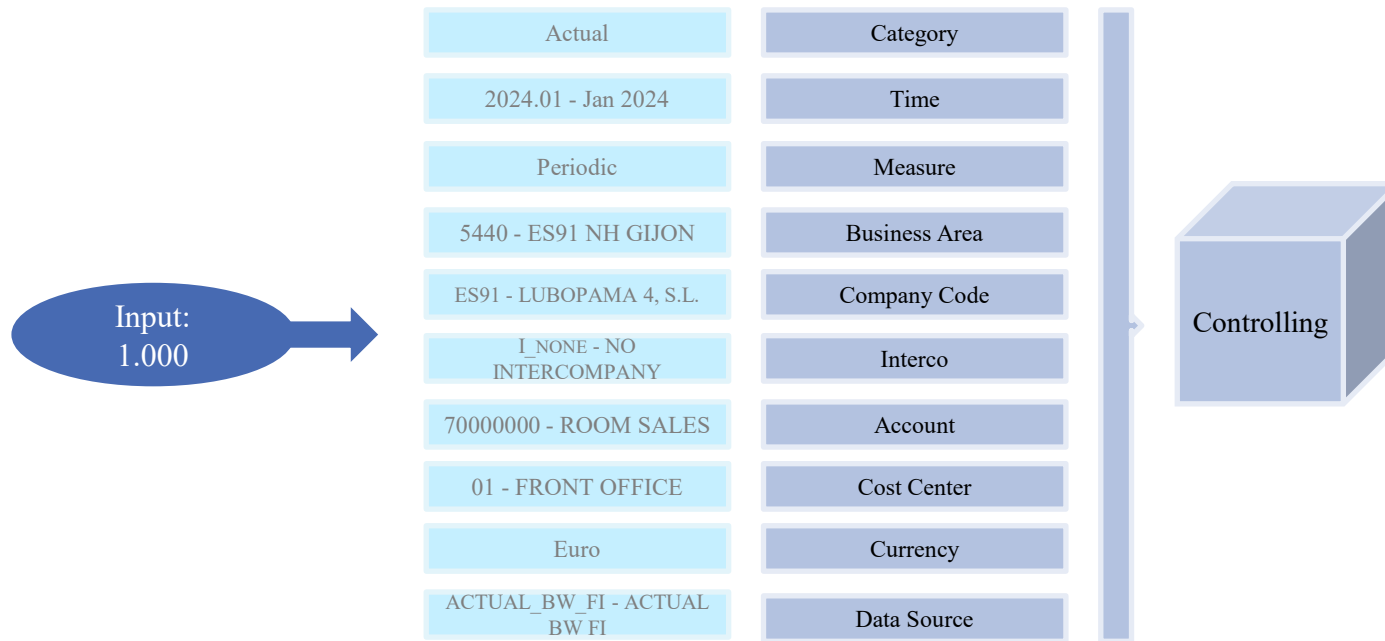 Actual
Category
2024.01 - Jan 2024
Time
Periodic
Measure
5440 - ES91 NH GIJON
Business Area
ES91 - LUBOPAMA 4, S.L.
Company Code
Input:
1.000
I_NONE - NO
INTERCOMPANY
Interco
Controlling
70000000 - ROOM SALES
Account
01 - FRONT OFFICE
Cost Center
Euro
Currency
ACTUAL_BW_FI - ACTUAL
BW FI
Data Source